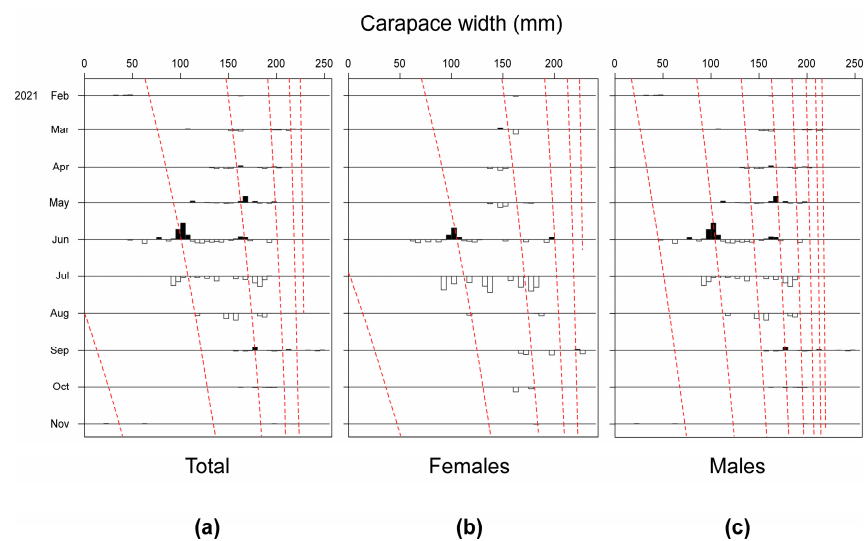 Carapace width (mm)
0 50 100 150 200 250 0 50 100 150 200 0 50 100 150 200 250
2021 Feb
Mar
Apr
May
Jun
Jul
Aug
Sep
Oct
Nov
Total Females Males
(a) (b) (c)